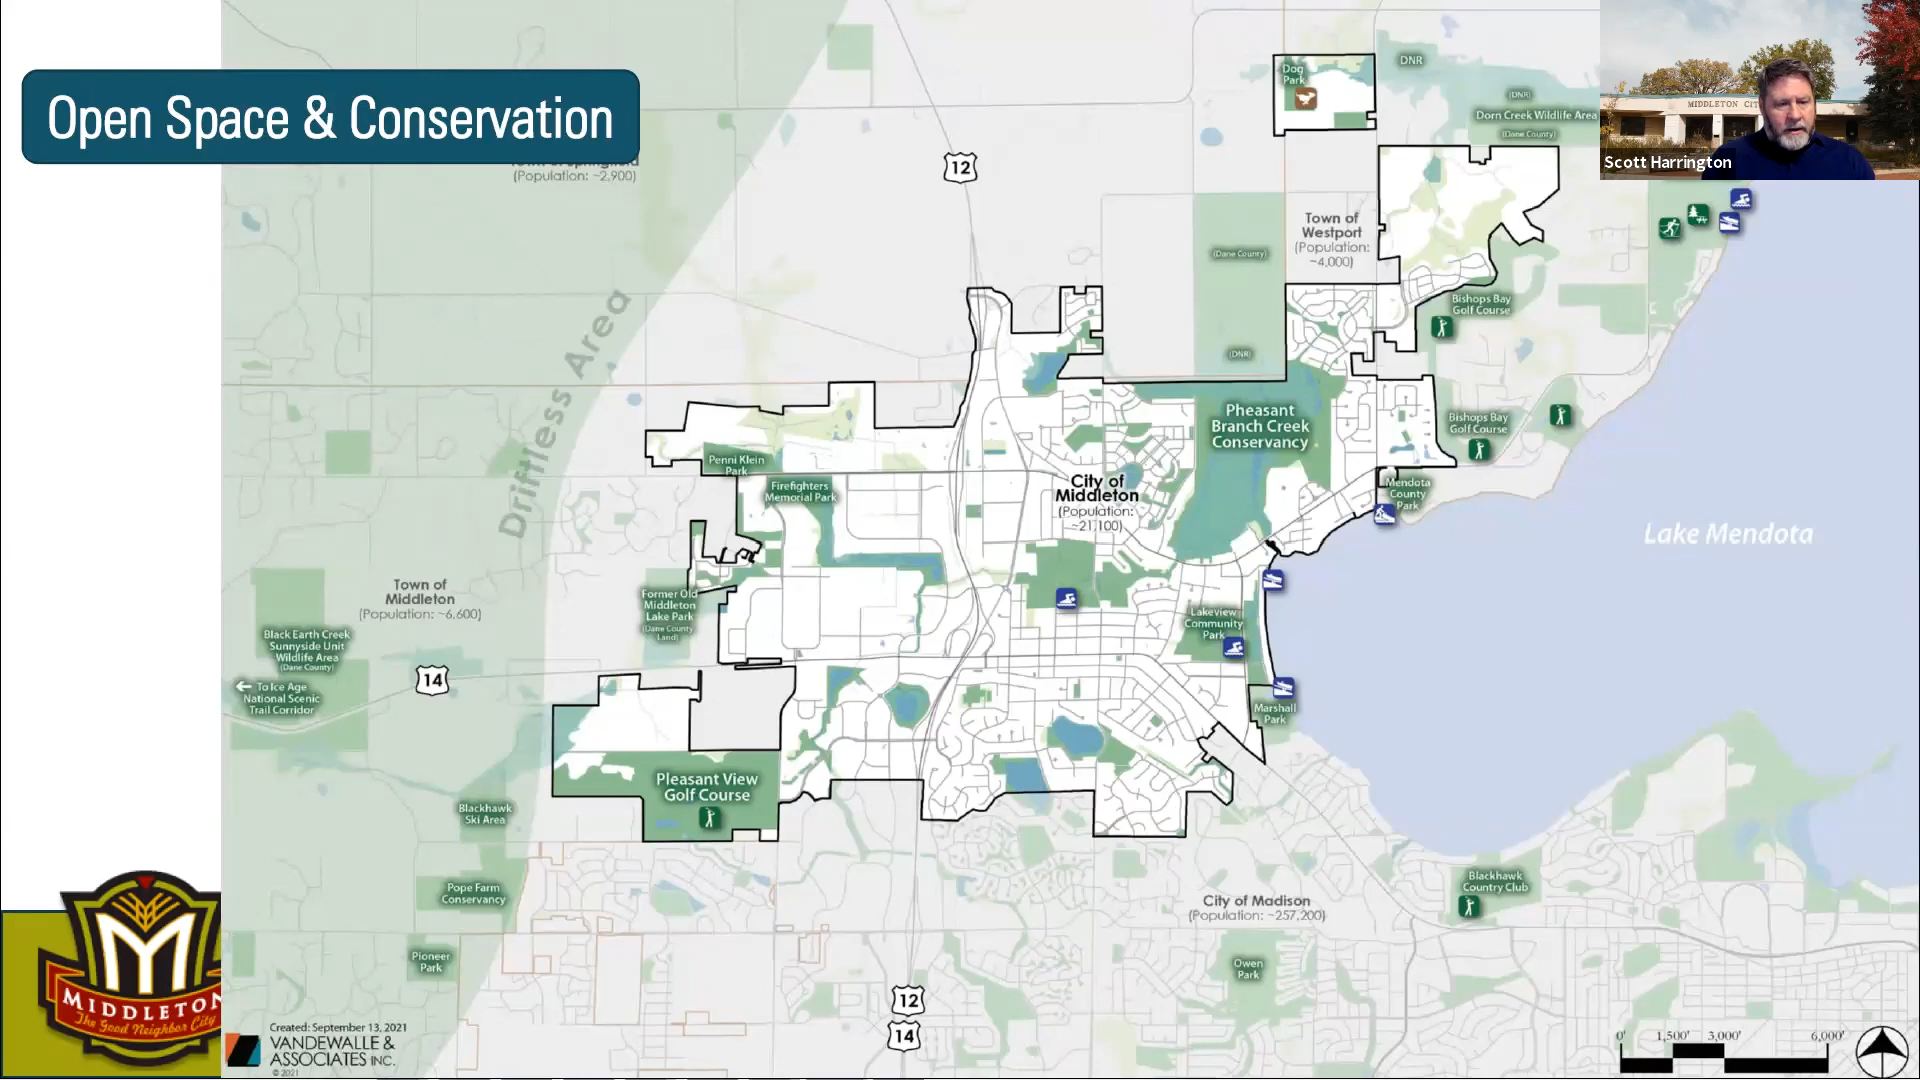 Open Space & Conservation
(Population: ~2,900)
12
Dog
Park
DNR
(DNR)
Dorn Creek Wildlife Area
(Dane County)
MIDDLETON CIT
Scott Harrington
Town of
Westport
(Population:
~4,000)
(Dane County)
(DNR)
Bishops Bay
Golf Course
Driftless Area
Pheasant
Branch Creek
Conservancy
Bishops Bay
Golf Course
Penni Klein
Park
Firefighters
Memorial Park
City of
Middleton
(Population:
~21,100)
Mendota
County
Park
Lake Mendota
Town of
Middleton
(Population: ~6,600)
Former Old
Middleton
Lake Park
(Dane County
Land)
Lakeview
Community
Park
Black Earth Creek
Sunnyside Unit
Wildlife Area
(Dane County)
To Ice Age
National Scenic
Trail Corridor
14
Marshall
Park
Pleasant View
Golf Course
Blackhawk
Ski Area
Pope Farm
Conservancy
Blackhawk
Country Club
City of Madison
(Population: ~257,200)
Pioneer
Park
Owen
Park
12
14
M
MIDDLETON
The Good Neighbor City
Created: September 13, 2021
VANDEWALLE &
ASSOCIATES INC.
© 2021
0' 1,500' 3,000' 6,000'